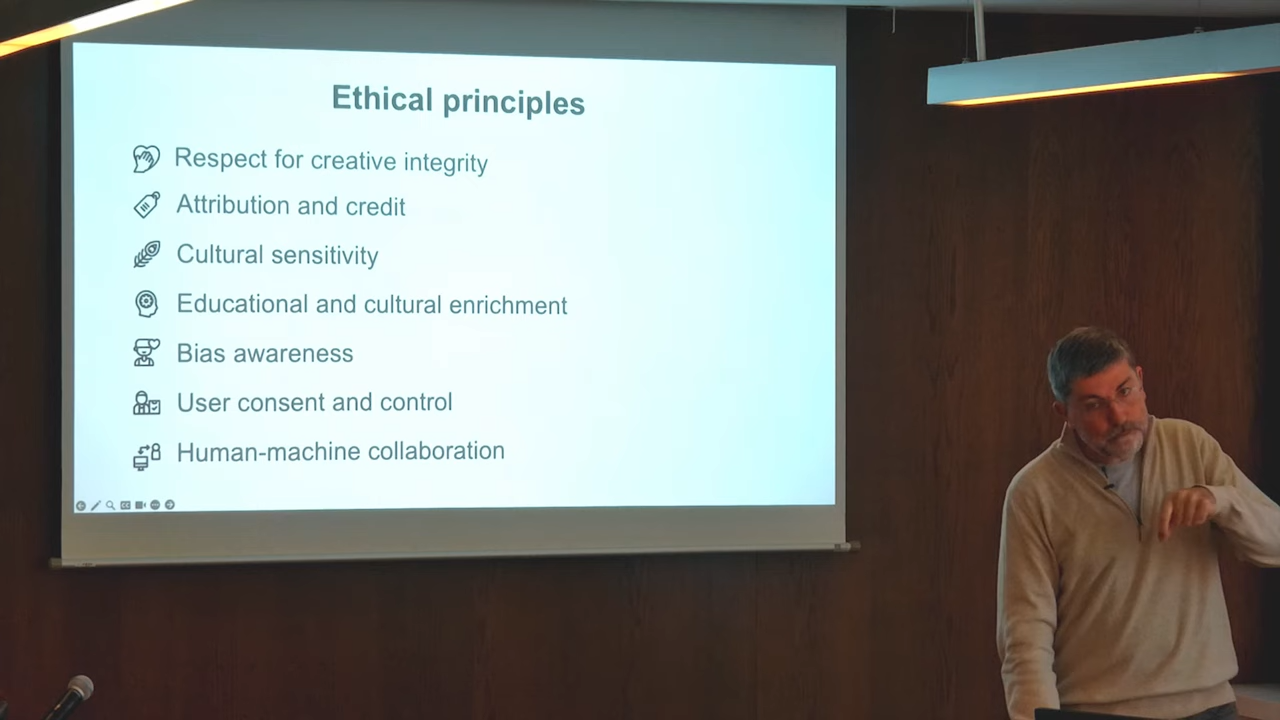 Ethical principles
Respect for creative integrity
Attribution and credit
Cultural sensitivity
Educational and cultural enrichment
Bias awareness
User consent and control
Human-machine collaboration